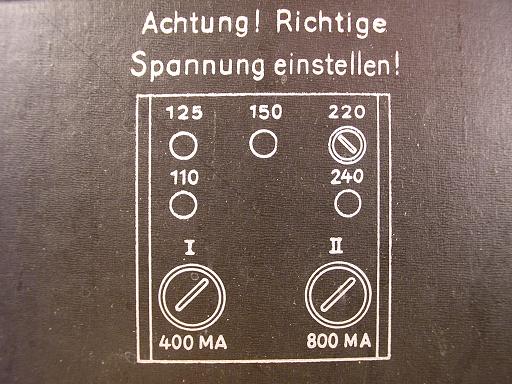 Achtung! Richtige
Spannung einstellen!
125 150 220
110 240
I II
400 MA 800 MA